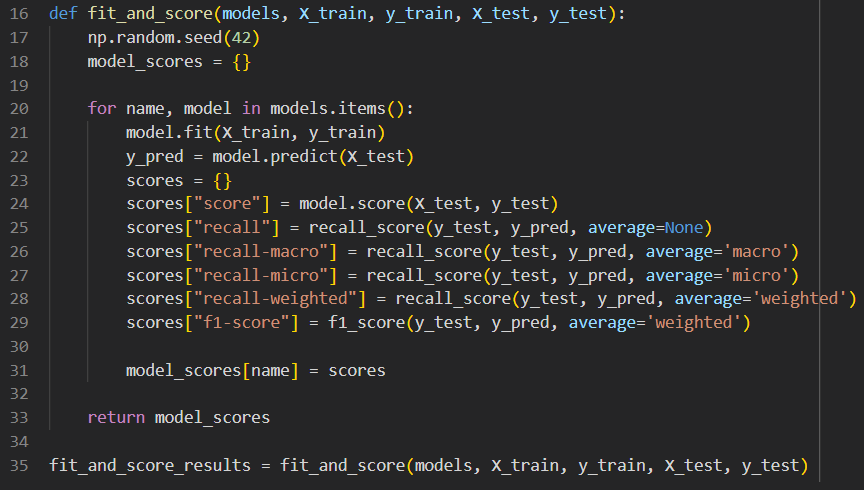 16 def fit_and_score(models, X_train, y_train, X_test, y_test):
17     np.random.seed(42)
18     model_scores = {}
19
20     for name, model in models.items():
21         model.fit(X_train, y_train)
22         y_pred = model.predict(X_test)
23         scores = {}
24         scores["score"] = model.score(X_test, y_test)
25         scores["recall"] = recall_score(y_test, y_pred, average=None)
26         scores["recall-macro"] = recall_score(y_test, y_pred, average='macro')
27         scores["recall-micro"] = recall_score(y_test, y_pred, average='micro')
28         scores["recall-weighted"] = recall_score(y_test, y_pred, average='weighted')
29         scores["f1-score"] = f1_score(y_test, y_pred, average='weighted')
30
31         model_scores[name] = scores
32
33     return model_scores
34
35 fit_and_score_results = fit_and_score(models, X_train, y_train, X_test, y_test)